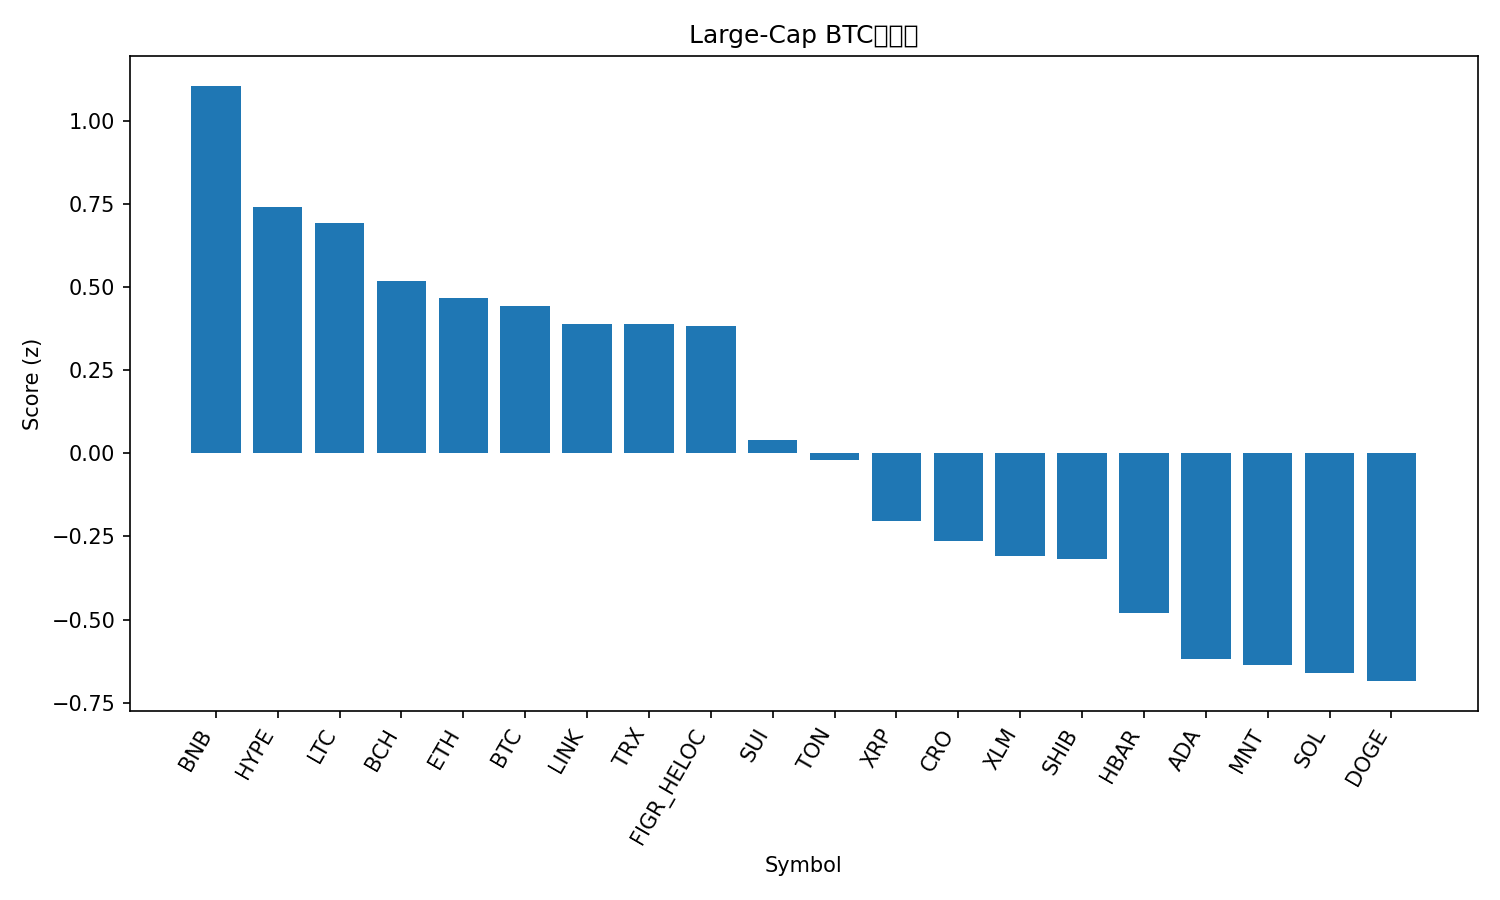 Large-Cap BTC
Score (z)
1.00
0.75
0.50
0.25
0.00
−0.25
−0.50
−0.75
BNB
HYPE
LTC
BCH
ETH
BTC
LINK
TRX
FIGR_HELOC
SUI
TON
XRP
CRO
XLM
SHIB
HBAR
ADA
MNT
SOL
DOGE
Symbol